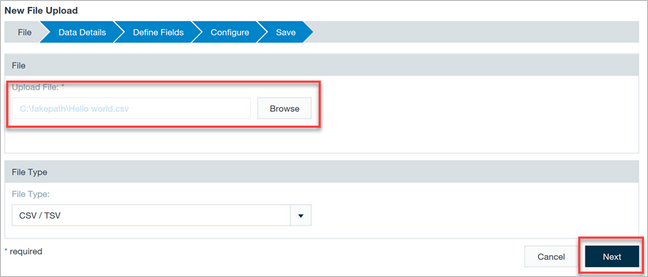 New File Upload
File Data Details Define Fields Configure Save
File
Upload File: *
C:\fakepath\Hello world.csv Browse
File Type
File Type:
CSV / TSV
* required
Cancel Next